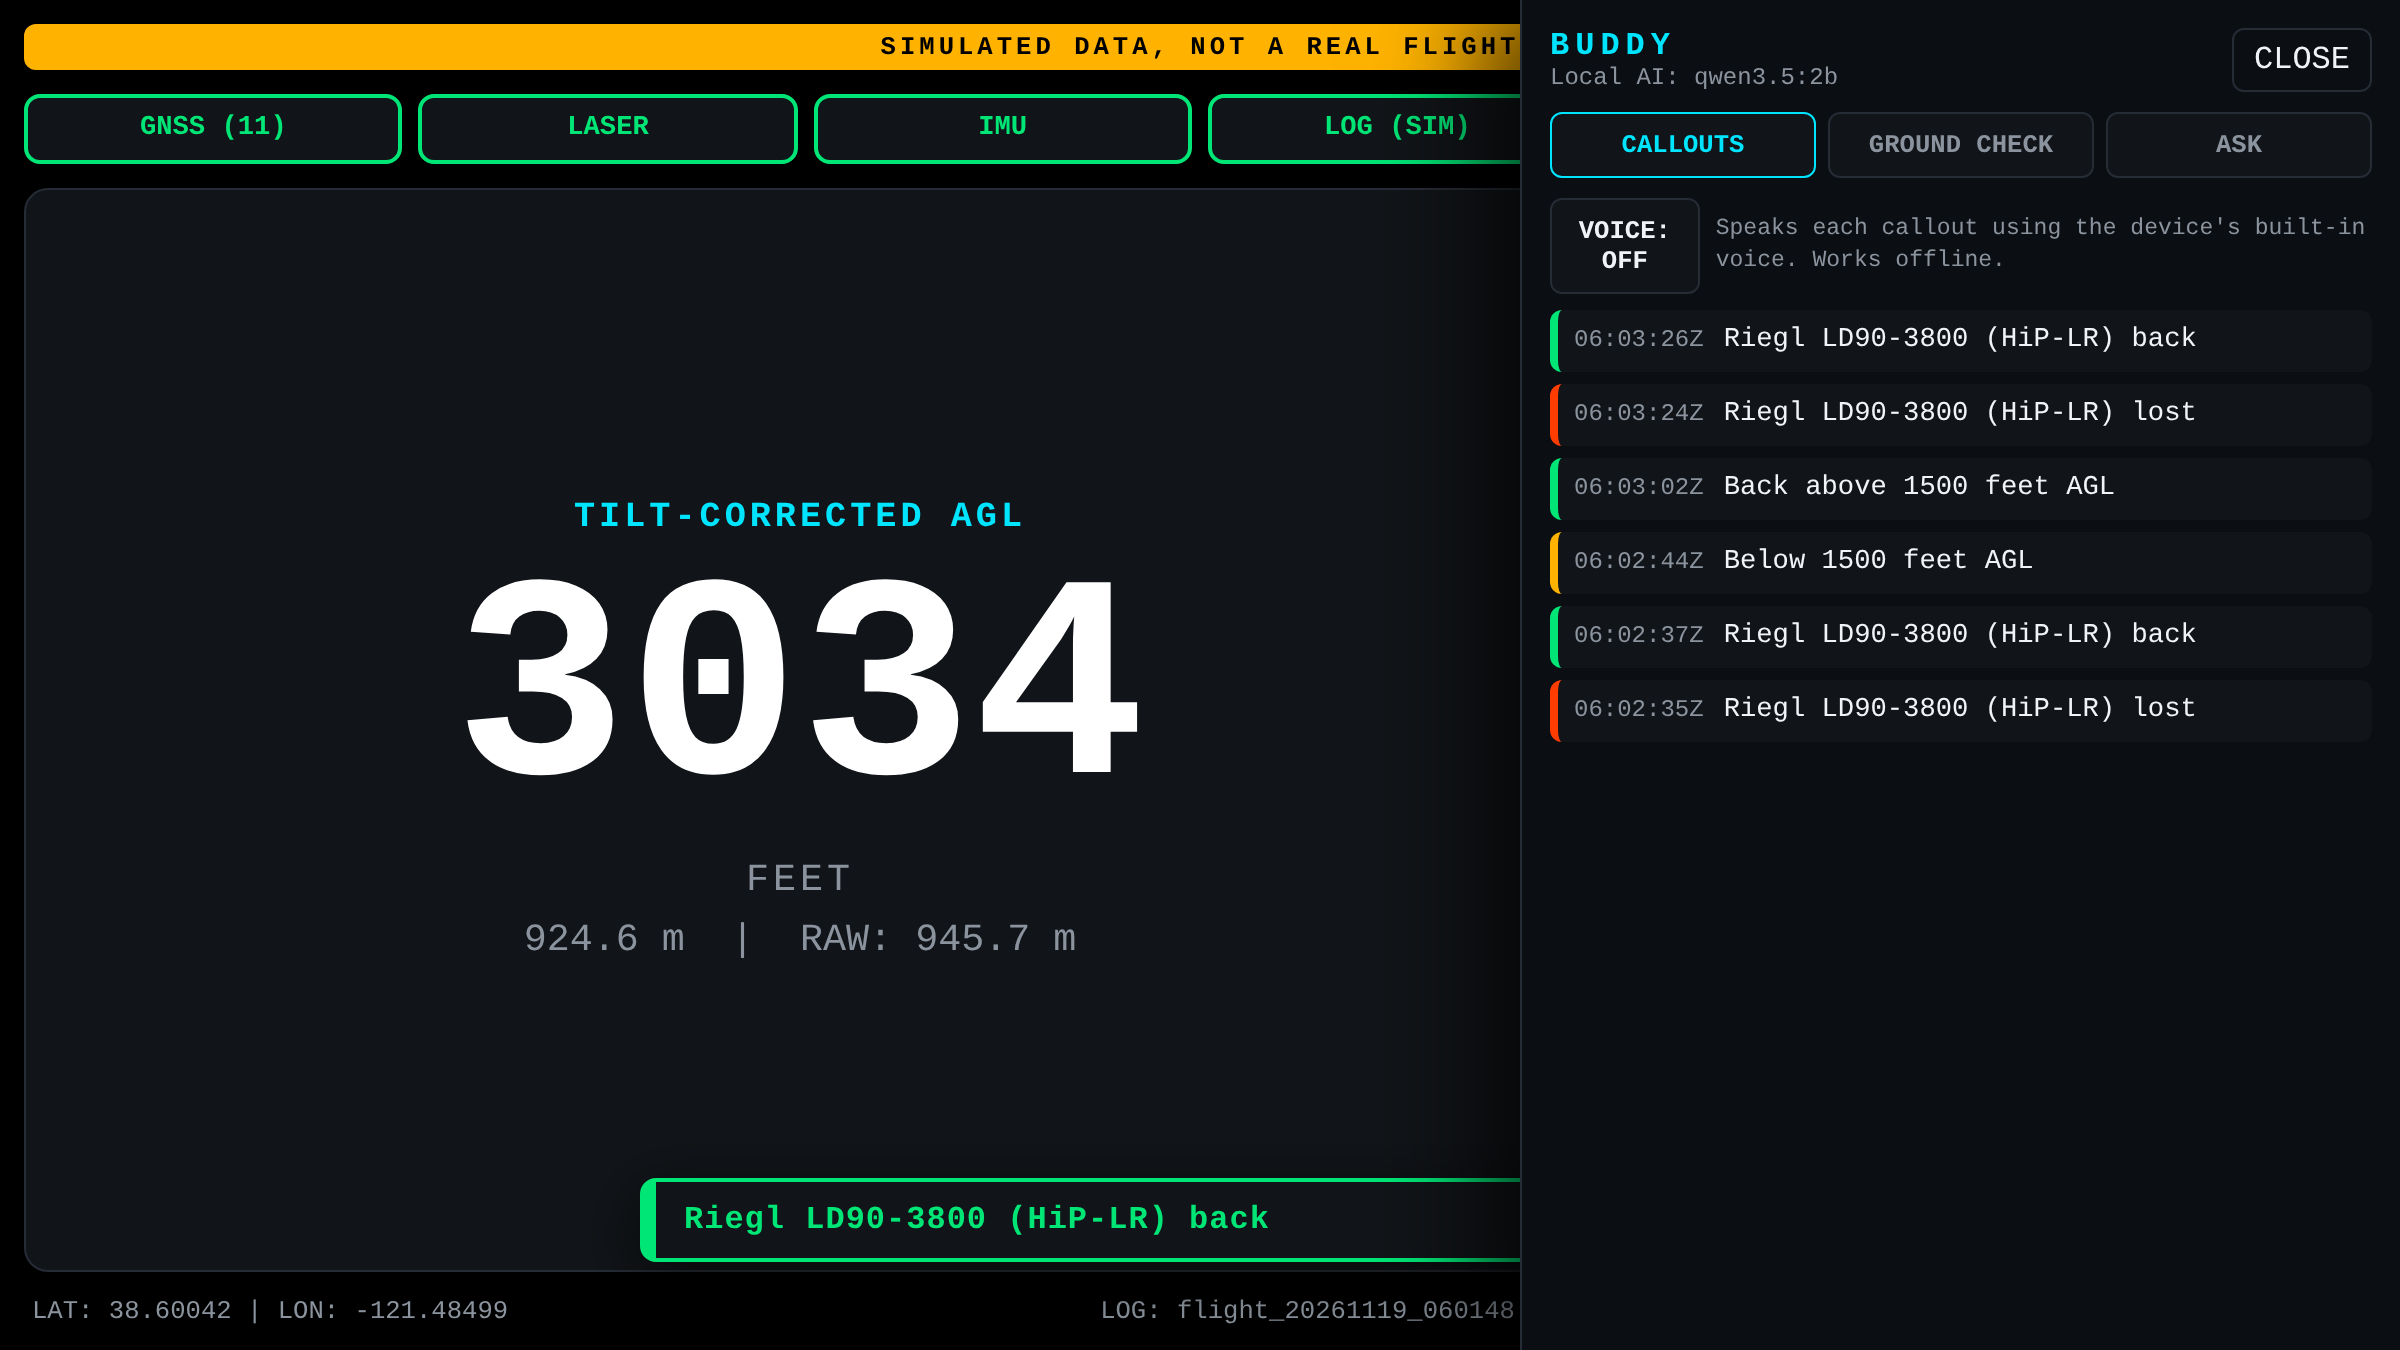 SIMULATED DATA, NOT A REAL FLIGHT
GNSS (11)
LASER
IMU
LOG (SIM)
TILT-CORRECTED AGL
3034
FEET
924.6 m | RAW: 945.7 m
Riegl LD90-3800 (HiP-LR) back
LAT: 38.60042 | LON: -121.48499
LOG: flight_20261119_060148
BUDDY
Local AI: qwen3.5:2b
CLOSE
CALLOUTS
GROUND CHECK
ASK
VOICE:
OFF
Speaks each callout using the device's built-in
voice. Works offline.
06:03:26Z Riegl LD90-3800 (HiP-LR) back
06:03:24Z Riegl LD90-3800 (HiP-LR) lost
06:03:02Z Back above 1500 feet AGL
06:02:44Z Below 1500 feet AGL
06:02:37Z Riegl LD90-3800 (HiP-LR) back
06:02:35Z Riegl LD90-3800 (HiP-LR) lost